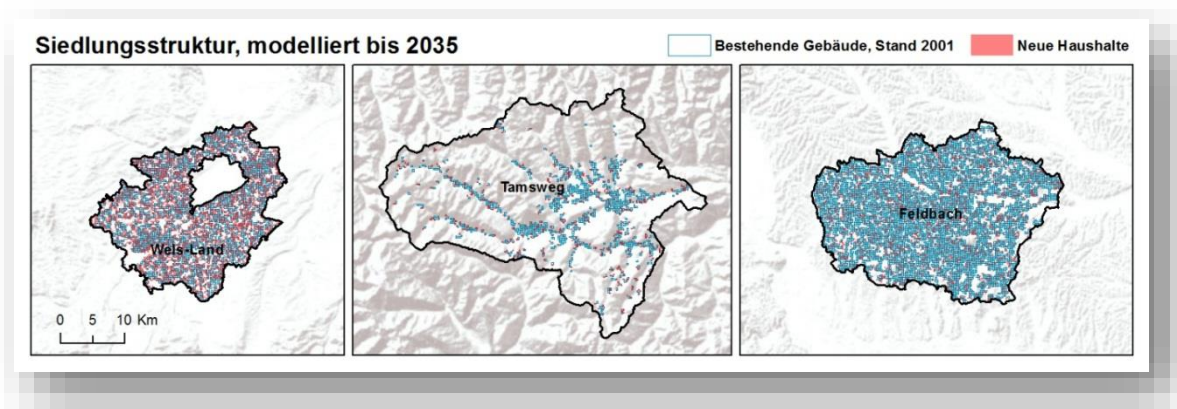 Siedlungsstruktur, modelliert bis 2035
Bestehende Gebäude, Stand 2001
Neue Haushalte
Wels-Land
0 5 10 Km
Tamsweg
Feldbach